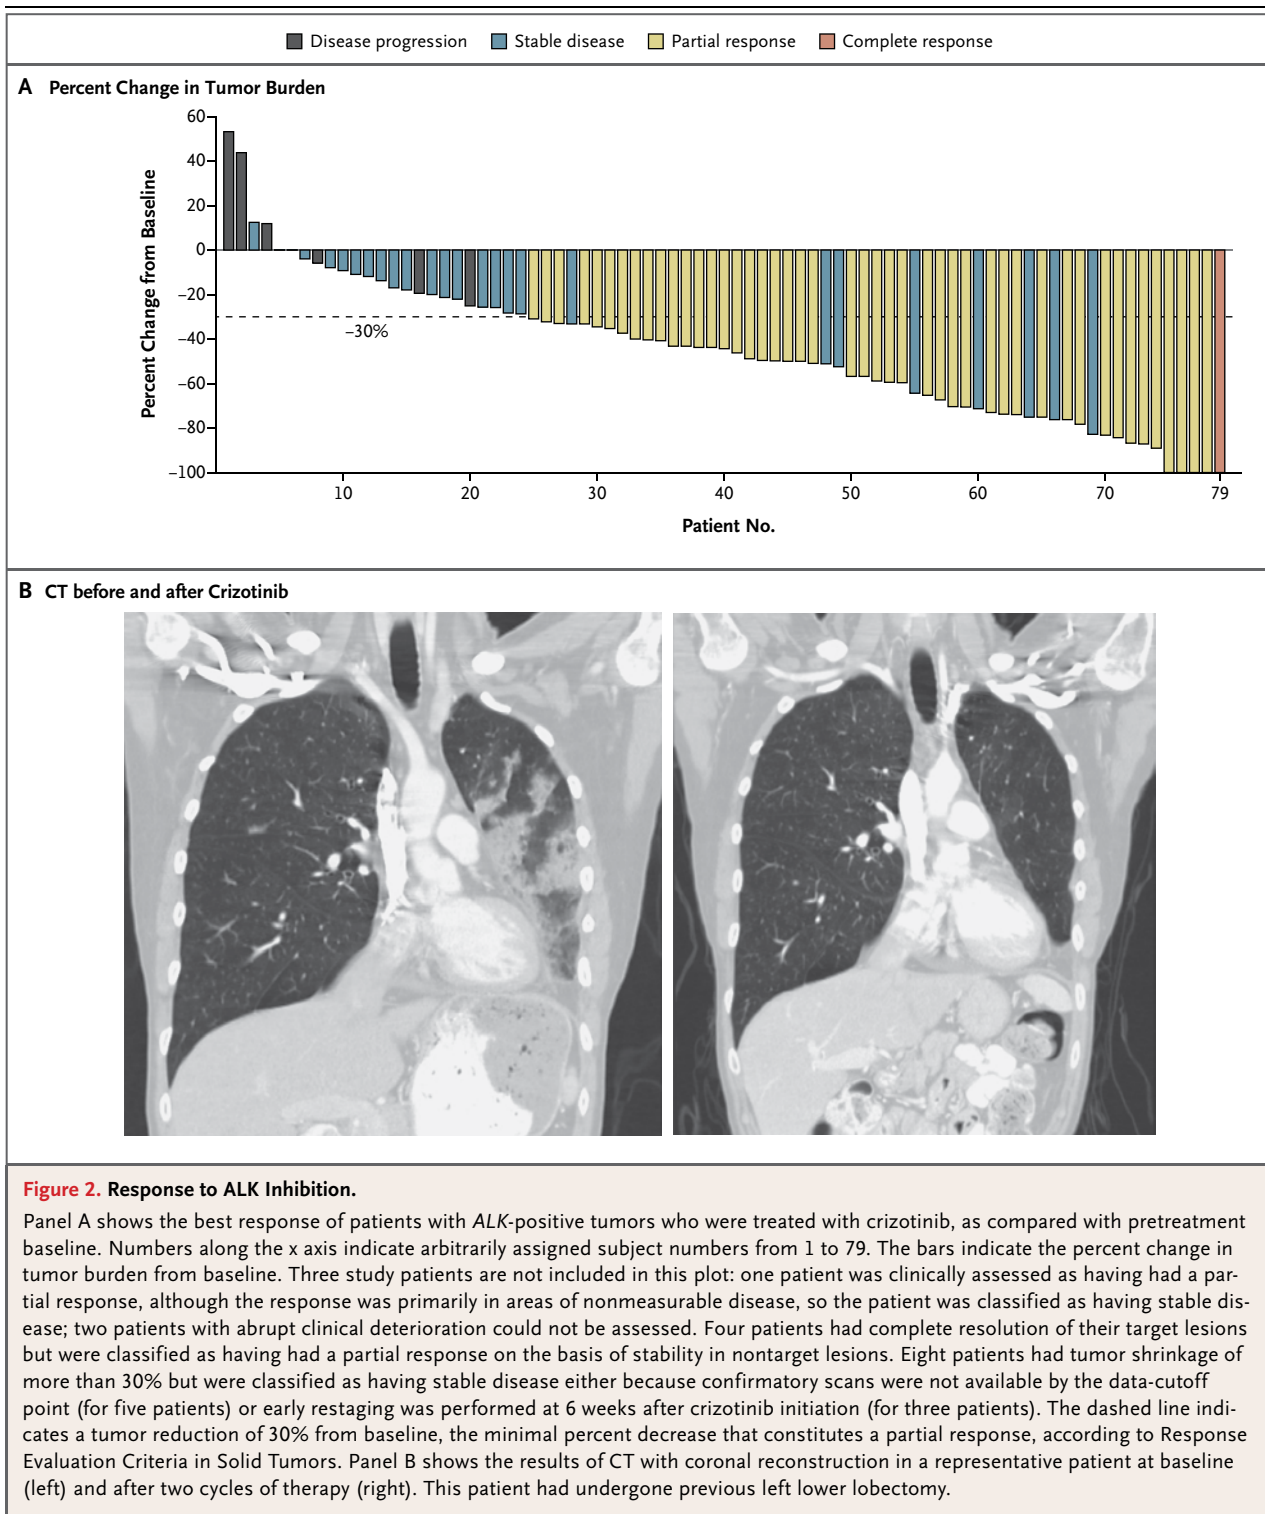 Disease progression Stable disease Partial response Complete response
A Percent Change in Tumor Burden
60
40
20
0
–20
–40
–60
–80
–100
Percent Change from Baseline
–30%
10 20 30 40 50 60 70 79
Patient No.
B CT before and after Crizotinib
Figure 2. Response to ALK Inhibition.
Panel A shows the best response of patients with ALK-positive tumors who were treated with crizotinib, as compared with pretreatment
baseline. Numbers along the x axis indicate arbitrarily assigned subject numbers from 1 to 79. The bars indicate the percent change in
tumor burden from baseline. Three study patients are not included in this plot: one patient was clinically assessed as having had a par-
tial response, although the response was primarily in areas of nonmeasurable disease, so the patient was classified as having stable dis-
ease; two patients with abrupt clinical deterioration could not be assessed. Four patients had complete resolution of their target lesions
but were classified as having had a partial response on the basis of stability in nontarget lesions. Eight patients had tumor shrinkage of
more than 30% but were classified as having stable disease either because confirmatory scans were not available by the data-cutoff
point (for five patients) or early restaging was performed at 6 weeks after crizotinib initiation (for three patients). The dashed line indi-
cates a tumor reduction of 30% from baseline, the minimal percent decrease that constitutes a partial response, according to Response
Evaluation Criteria in Solid Tumors. Panel B shows the results of CT with coronal reconstruction in a representative patient at baseline
(left) and after two cycles of therapy (right). This patient had undergone previous left lower lobectomy.